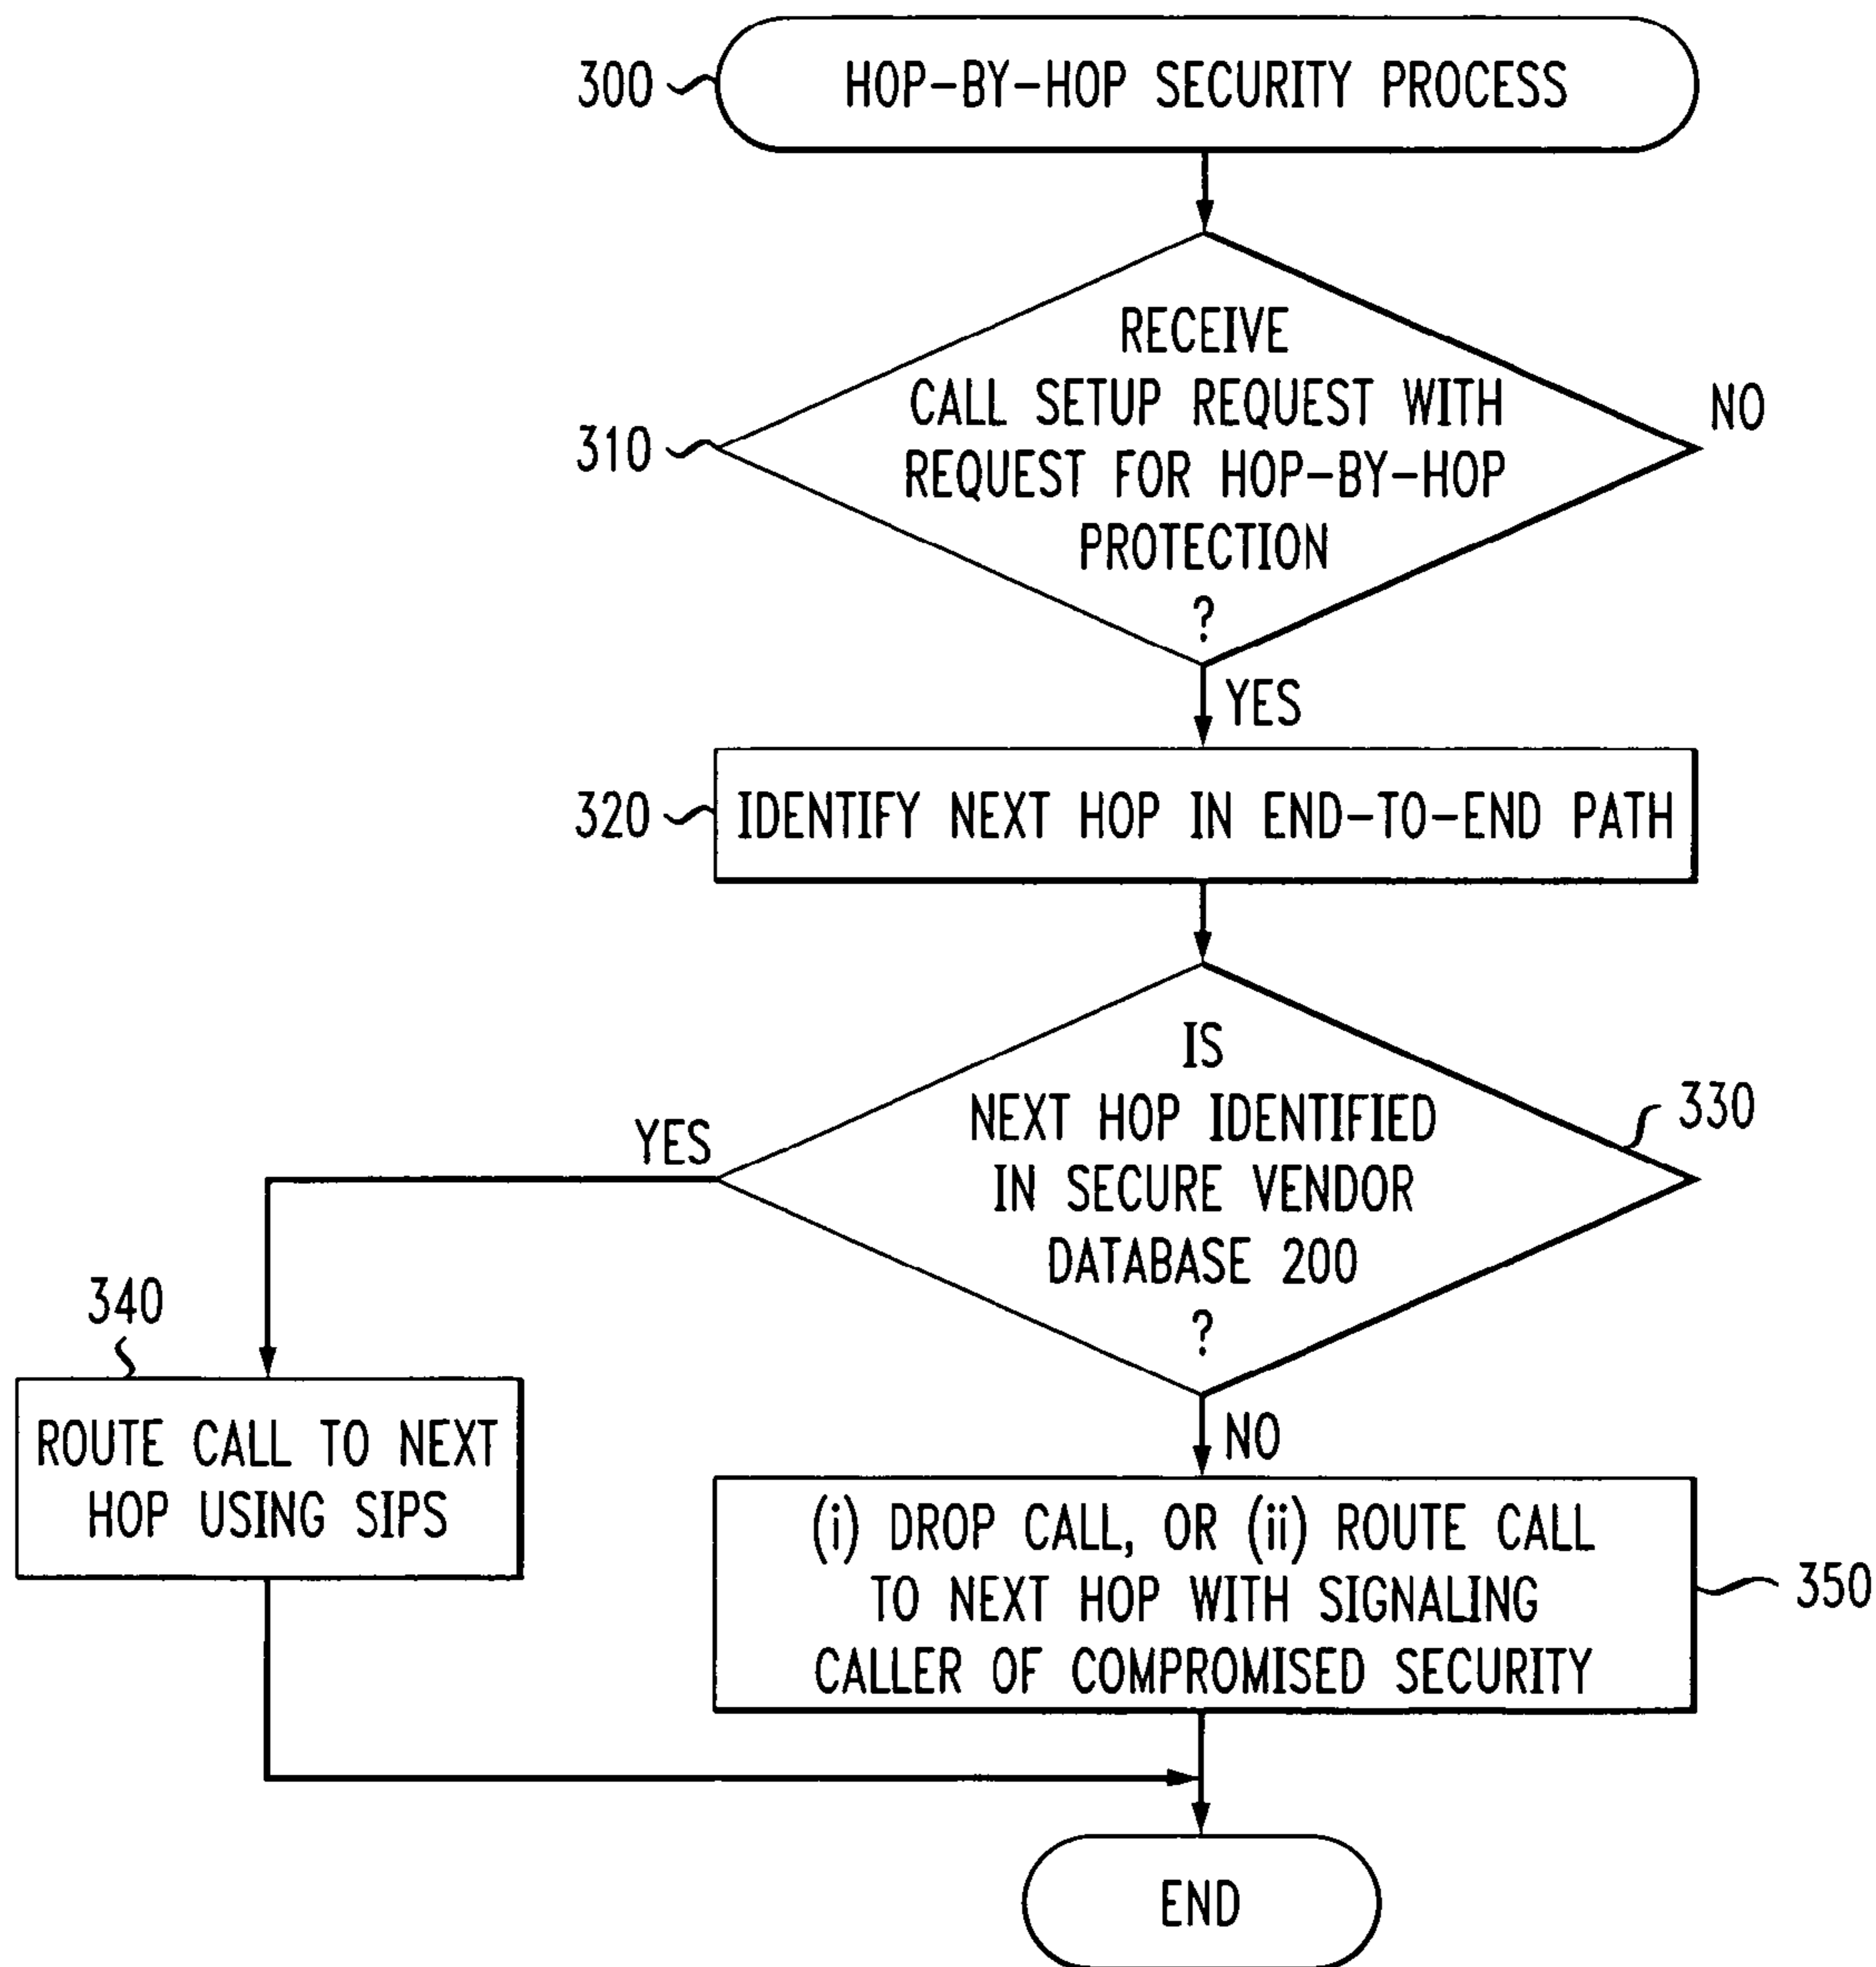 300
HOP-BY-HOP SECURITY PROCESS
310
RECEIVE
CALL SETUP REQUEST WITH
REQUEST FOR HOP-BY-HOP
PROTECTION
?
NO
YES
320
IDENTIFY NEXT HOP IN END-TO-END PATH
330
IS
NEXT HOP IDENTIFIED
IN SECURE VENDOR
DATABASE 200
?
YES
340
ROUTE CALL TO NEXT
HOP USING SIPS
NO
(i) DROP CALL, OR (ii) ROUTE CALL
TO NEXT HOP WITH SIGNALING
CALLER OF COMPROMISED SECURITY
350
END